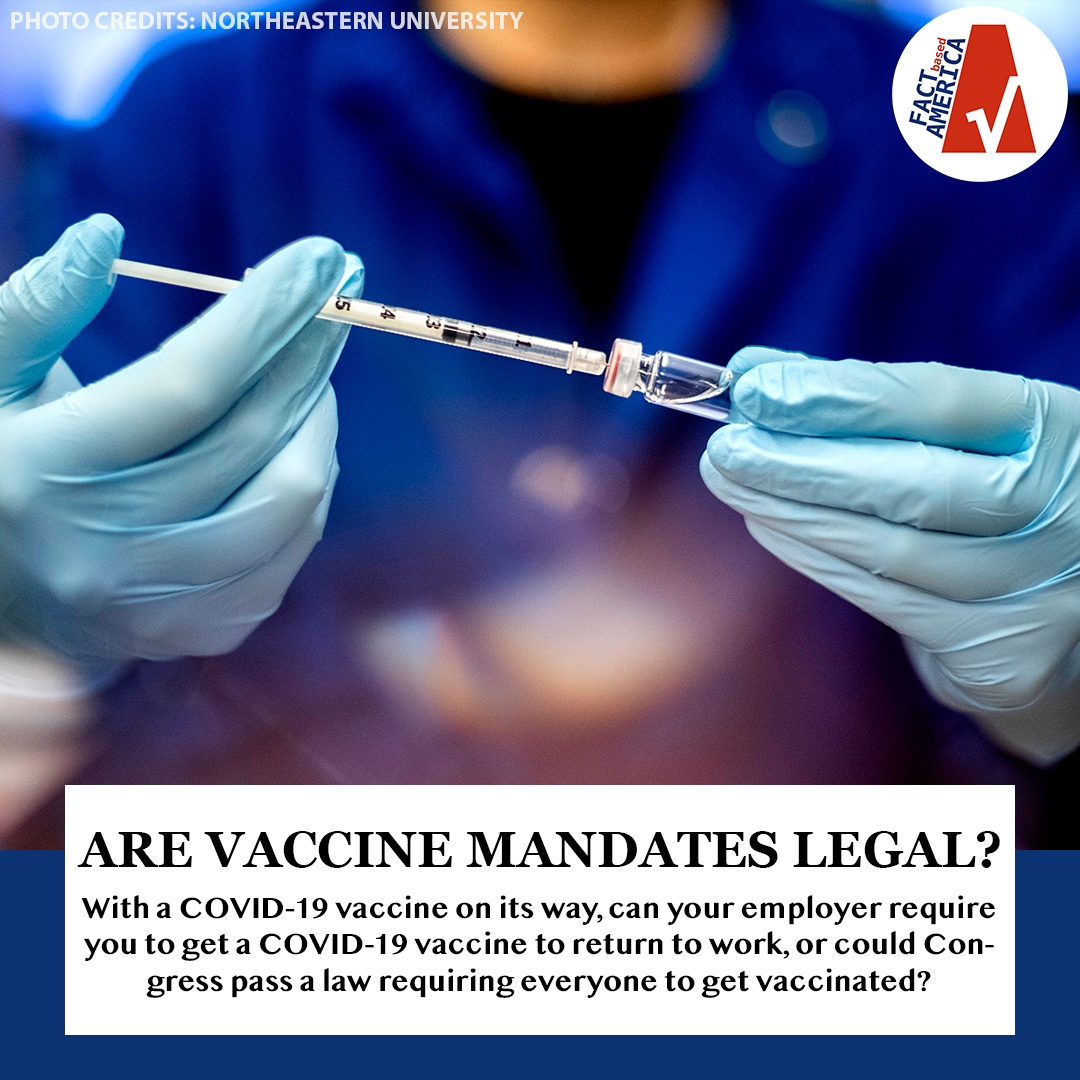 PHOTO CREDITS: NORTHEASTERN UNIVERSITY
FACT based
AMERICA
.5 .4 .3 .2 .1
ARE VACCINE MANDATES LEGAL?
With a COVID-19 vaccine on its way, can your employer require
you to get a COVID-19 vaccine to return to work, or could Con-
gress pass a law requiring everyone to get vaccinated?